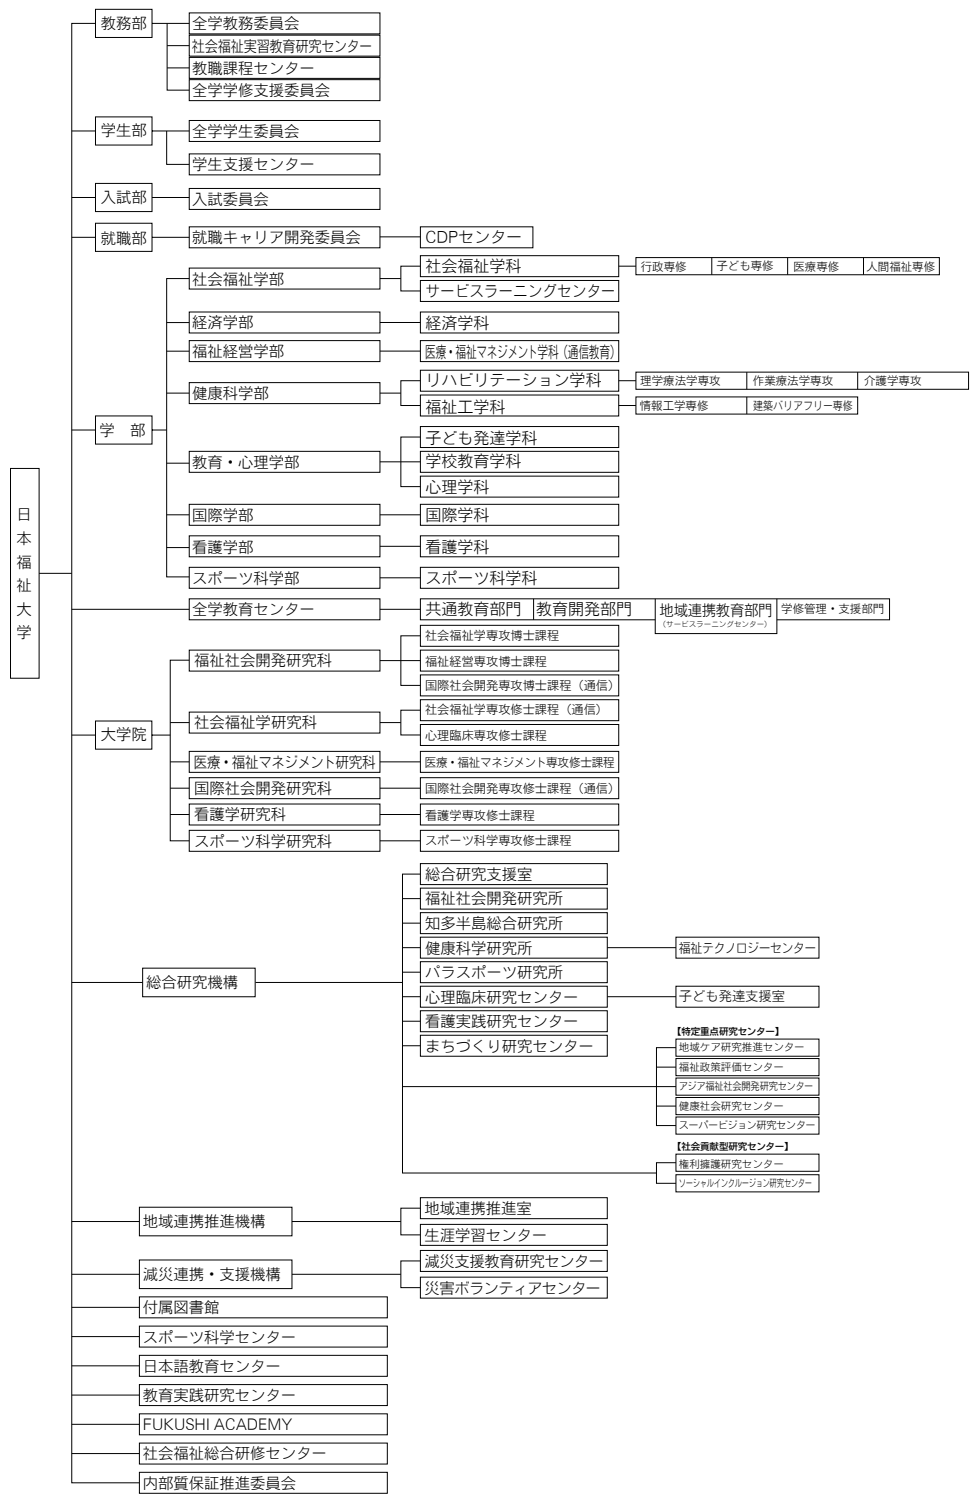 日本福祉大学
教務部
全学教務委員会
社会福祉実習教育研究センター
教職課程センター
全学学修支援委員会
学生部
全学学生委員会
学生支援センター
入試部
入試委員会
就職部
就職キャリア開発委員会
CDPセンター
学　部
社会福祉学部
社会福祉学科
行政専修
子ども専修
医療専修
人間福祉専修
サービスラーニングセンター
経済学部
経済学科
福祉経営学部
医療・福祉マネジメント学科（通信教育）
健康科学部
リハビリテーション学科
理学療法学専攻
作業療法学専攻
介護学専攻
福祉工学科
情報工学専修
建築バリアフリー専修
教育・心理学部
子ども発達学科
学校教育学科
心理学科
国際学部
国際学科
看護学部
看護学科
スポーツ科学部
スポーツ科学科
全学教育センター
共通教育部門
教育開発部門
地域連携教育部門
（サービスラーニングセンター）
学修管理・支援部門
大学院
福祉社会開発研究科
社会福祉学専攻博士課程
福祉経営専攻博士課程
国際社会開発専攻博士課程（通信）
社会福祉学研究科
社会福祉学専攻修士課程（通信）
心理臨床専攻修士課程
医療・福祉マネジメント研究科
医療・福祉マネジメント専攻修士課程
国際社会開発研究科
国際社会開発専攻修士課程（通信）
看護学研究科
看護学専攻修士課程
スポーツ科学研究科
スポーツ科学専攻修士課程
総合研究機構
総合研究支援室
福祉社会開発研究所
知多半島総合研究所
健康科学研究所
福祉テクノロジーセンター
パラスポーツ研究所
心理臨床研究センター
子ども発達支援室
看護実践研究センター
まちづくり研究センター
【特定重点研究センター】
地域ケア研究推進センター
福祉政策評価センター
アジア福祉社会開発研究センター
健康社会研究センター
スーパービジョン研究センター
【社会貢献型研究センター】
権利擁護研究センター
ソーシャルインクルージョン研究センター
地域連携推進機構
地域連携推進室
生涯学習センター
減災連携・支援機構
減災支援教育研究センター
災害ボランティアセンター
付属図書館
スポーツ科学センター
日本語教育センター
教育実践研究センター
FUKUSHI ACADEMY
社会福祉総合研修センター
内部質保証推進委員会